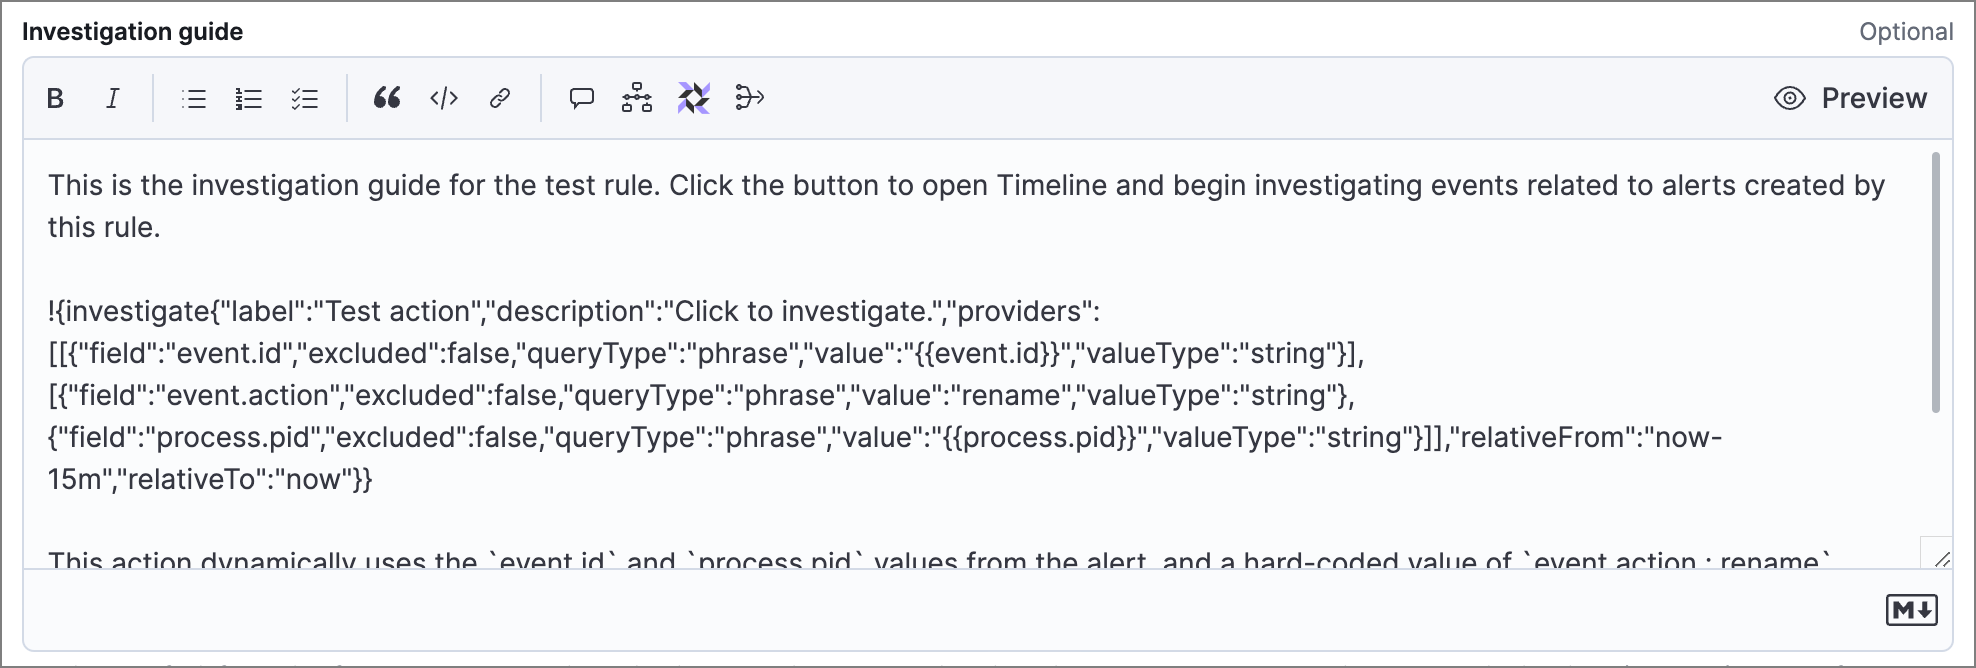 Investigation guide
Optional
B I
Preview
This is the investigation guide for the test rule. Click the button to open Timeline and begin investigating events related to alerts created by
this rule.
!{investigate{"label":"Test action","description":"Click to investigate.","providers":
[[{"field":"event.id","excluded":false,"queryType":"phrase","value":"{{event.id}}","valueType":"string"}],
[{"field":"event.action","excluded":false,"queryType":"phrase","value":"rename","valueType":"string"},
{"field":"process.pid","excluded":false,"queryType":"phrase","value":"{{process.pid}}","valueType":"string"}]],"relativeFrom":"now-
15m","relativeTo":"now"}}
This action dynamically uses the `event.id` and `process.pid` values from the alert, and a hard-coded value of `event.action : rename`
M